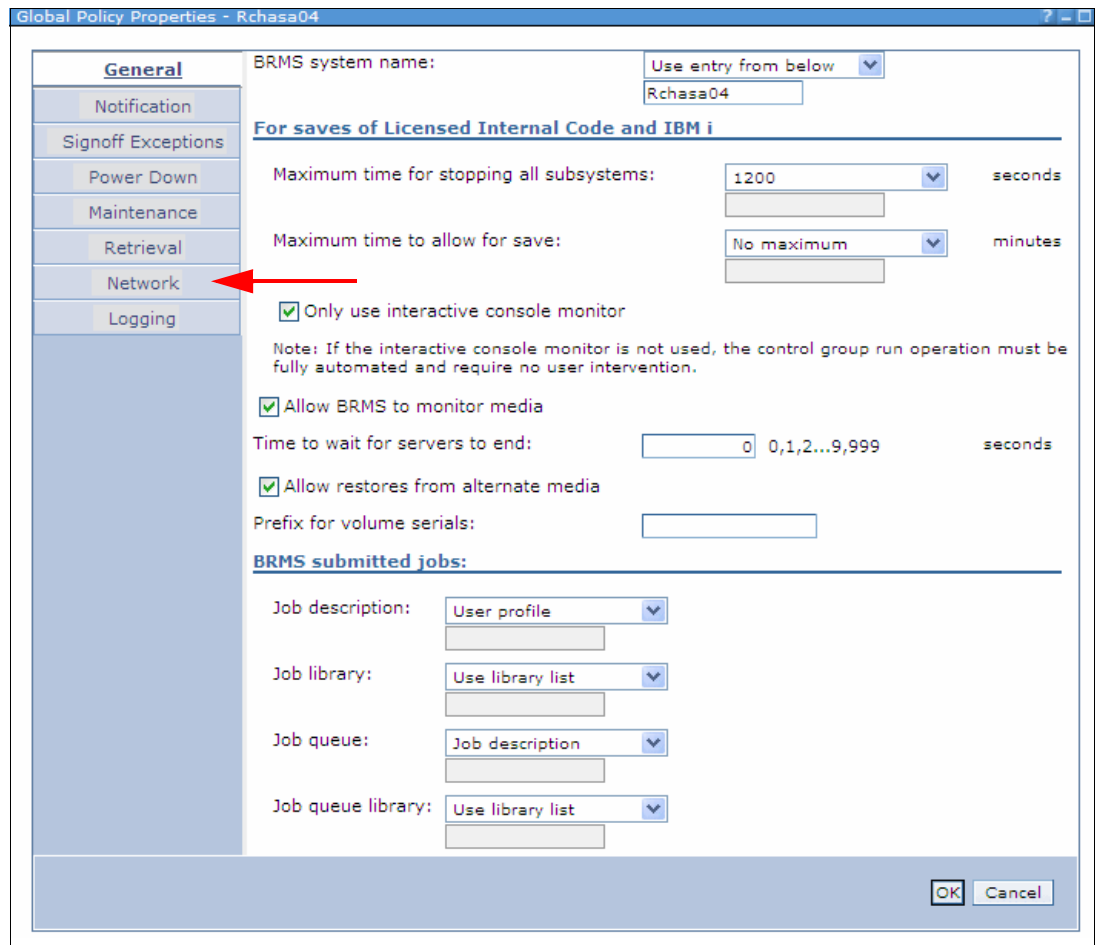 Global Policy Properties - Rchasa04
General
Notification
Signoff Exceptions
Power Down
Maintenance
Retrieval
Network
Logging
BRMS system name:
Use entry from below
Rchasa04
For saves of Licensed Internal Code and IBM i
Maximum time for stopping all subsystems:
1200
seconds
Maximum time to allow for save:
No maximum
minutes
Only use interactive console monitor
Note: If the interactive console monitor is not used, the control group run operation must be
fully automated and require no user intervention.
Allow BRMS to monitor media
Time to wait for servers to end:
0
0,1,2...9,999
seconds
Allow restores from alternate media
Prefix for volume serials:
BRMS submitted jobs:
Job description:
User profile
Job library:
Use library list
Job queue:
Job description
Job queue library:
Use library list
OK
Cancel